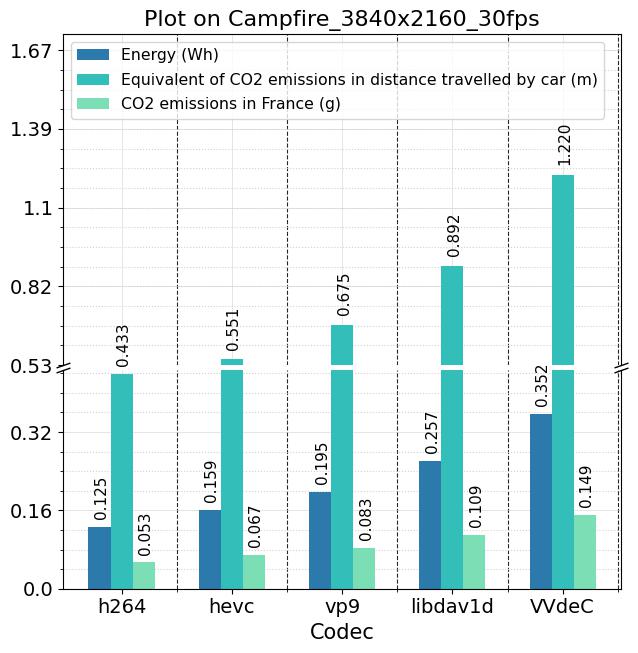 Plot on Campfire_3840x2160_30fps
Energy (Wh)
Equivalent of CO2 emissions in distance travelled by car (m)
CO2 emissions in France (g)
1.67
1.39
1.1
0.82
0.53
0.32
0.16
0.0
0.125
0.433
0.053
0.159
0.551
0.067
0.195
0.675
0.083
0.257
0.892
0.109
0.352
1.220
0.149
h264
hevc
vp9
libdav1d
VVdeC
Codec